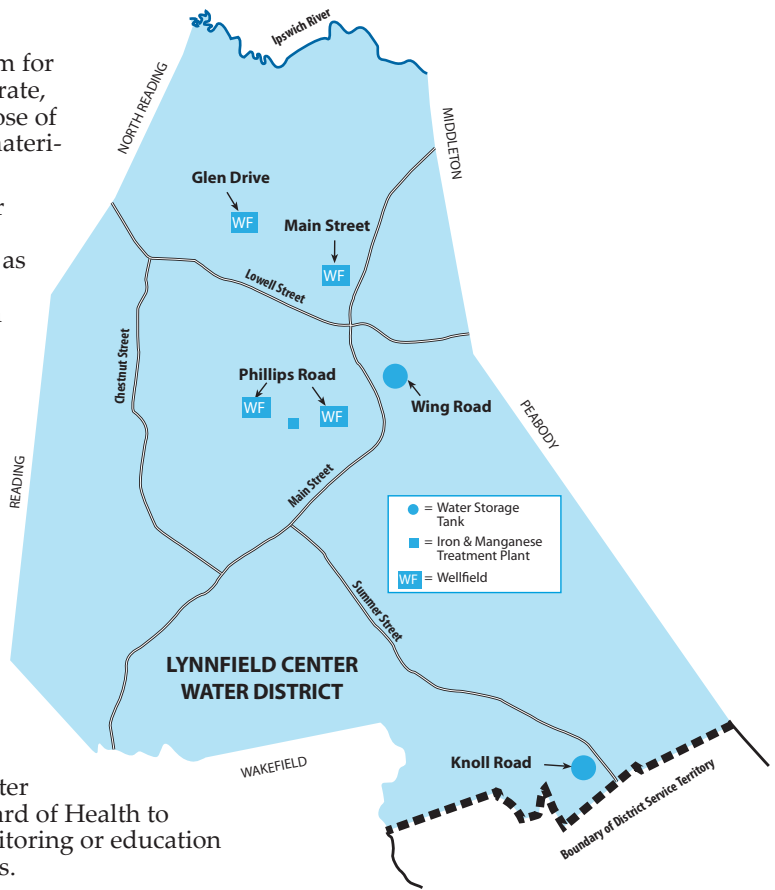 m for
rate,
ose of
materi-
r
as
Ipswich River
NORTH READING
MIDDLETON
Glen Drive
WF
Main Street
WF
Lowell Street
Chestnut Street
Phillips Road
WF
WF
Wing Road
PEABODY
READING
Main Street
= Water Storage
Tank
= Iron & Manganese
Treatment Plant
WF = Wellfield
Summer Street
LYNNFIELD CENTER
WATER DISTRICT
WAKEFIELD
Knoll Road
Boundary of District Service Territory
ter
ard of Health to
itoring or education
s.